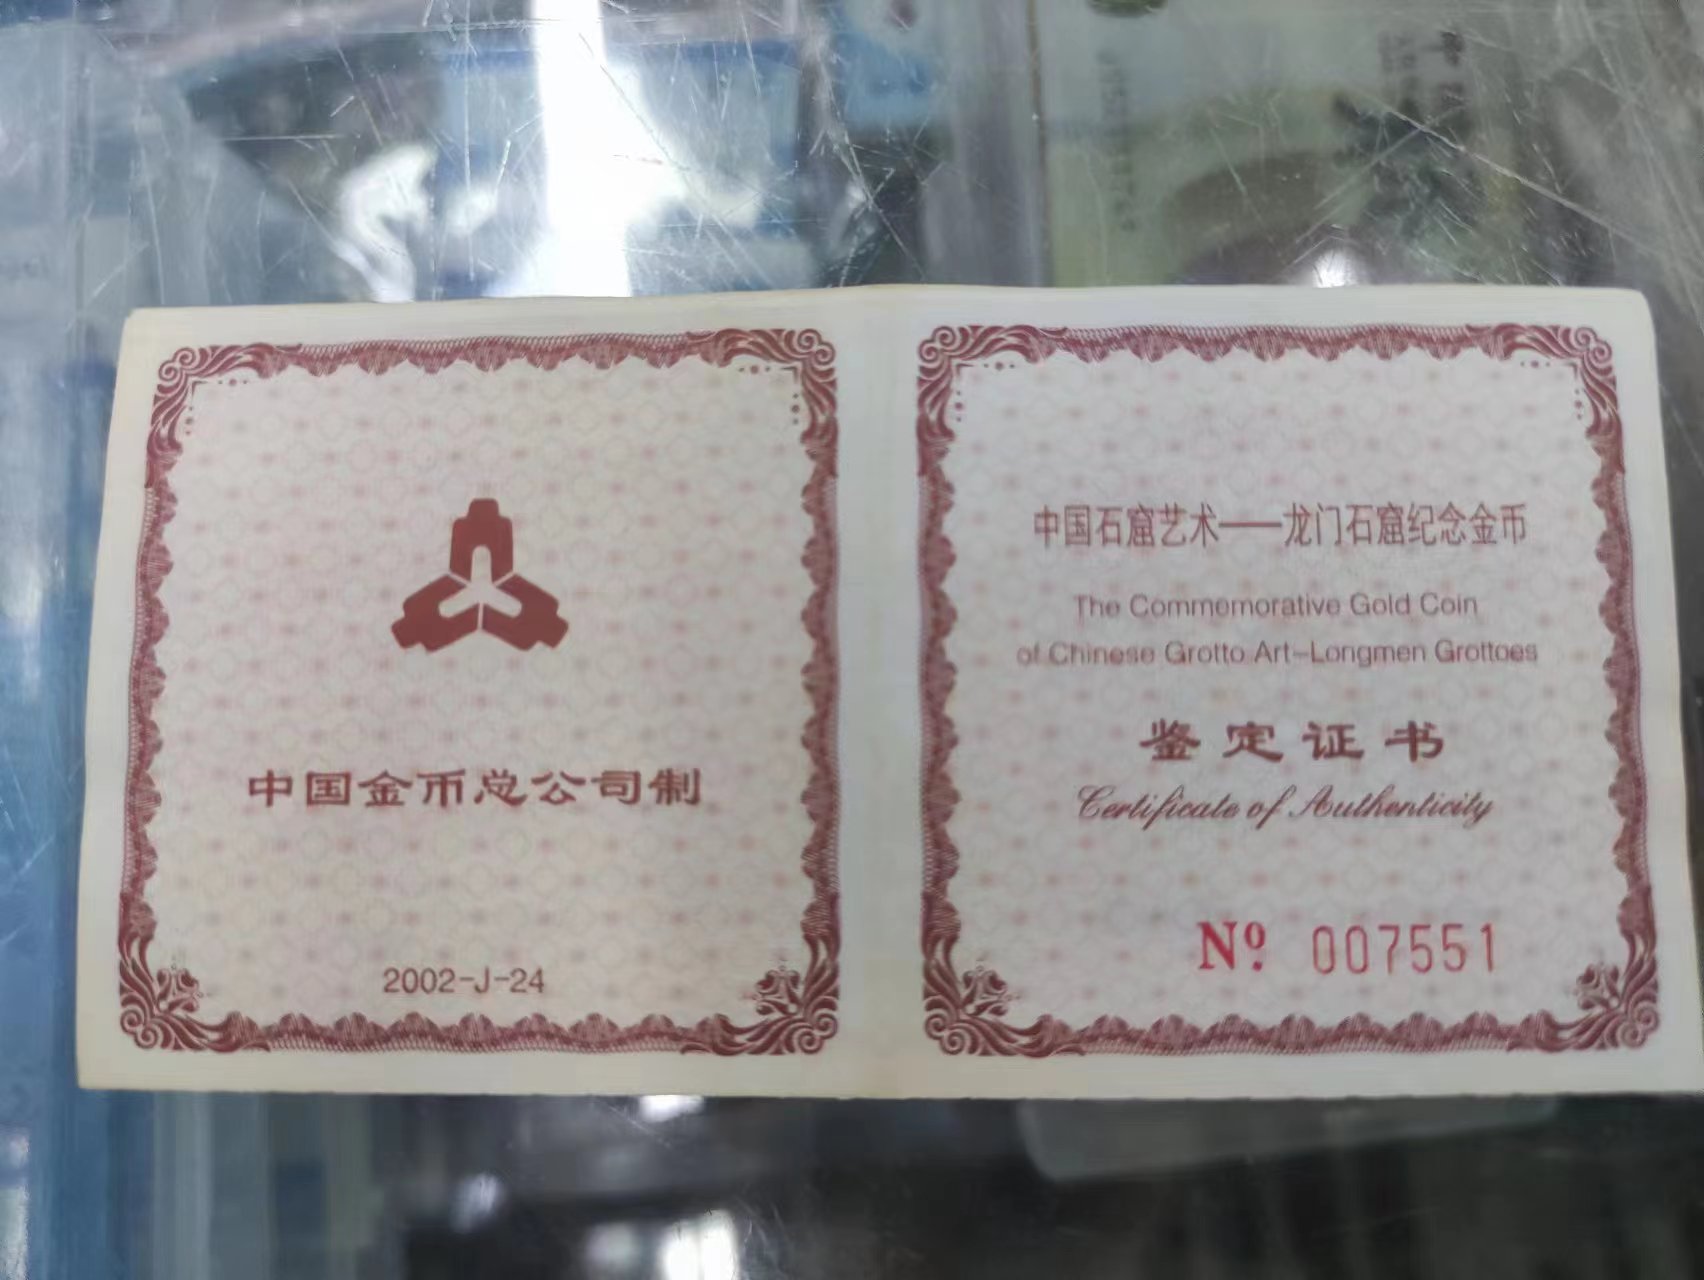 中国金币总公司制
2002-J-24
中国石窟艺术——龙门石窟纪念金币
The Commemorative Gold Coin
of Chinese Grotto Art-Longmen Grottoes
鉴定证书
Certificate of Authenticity
Nº 007551